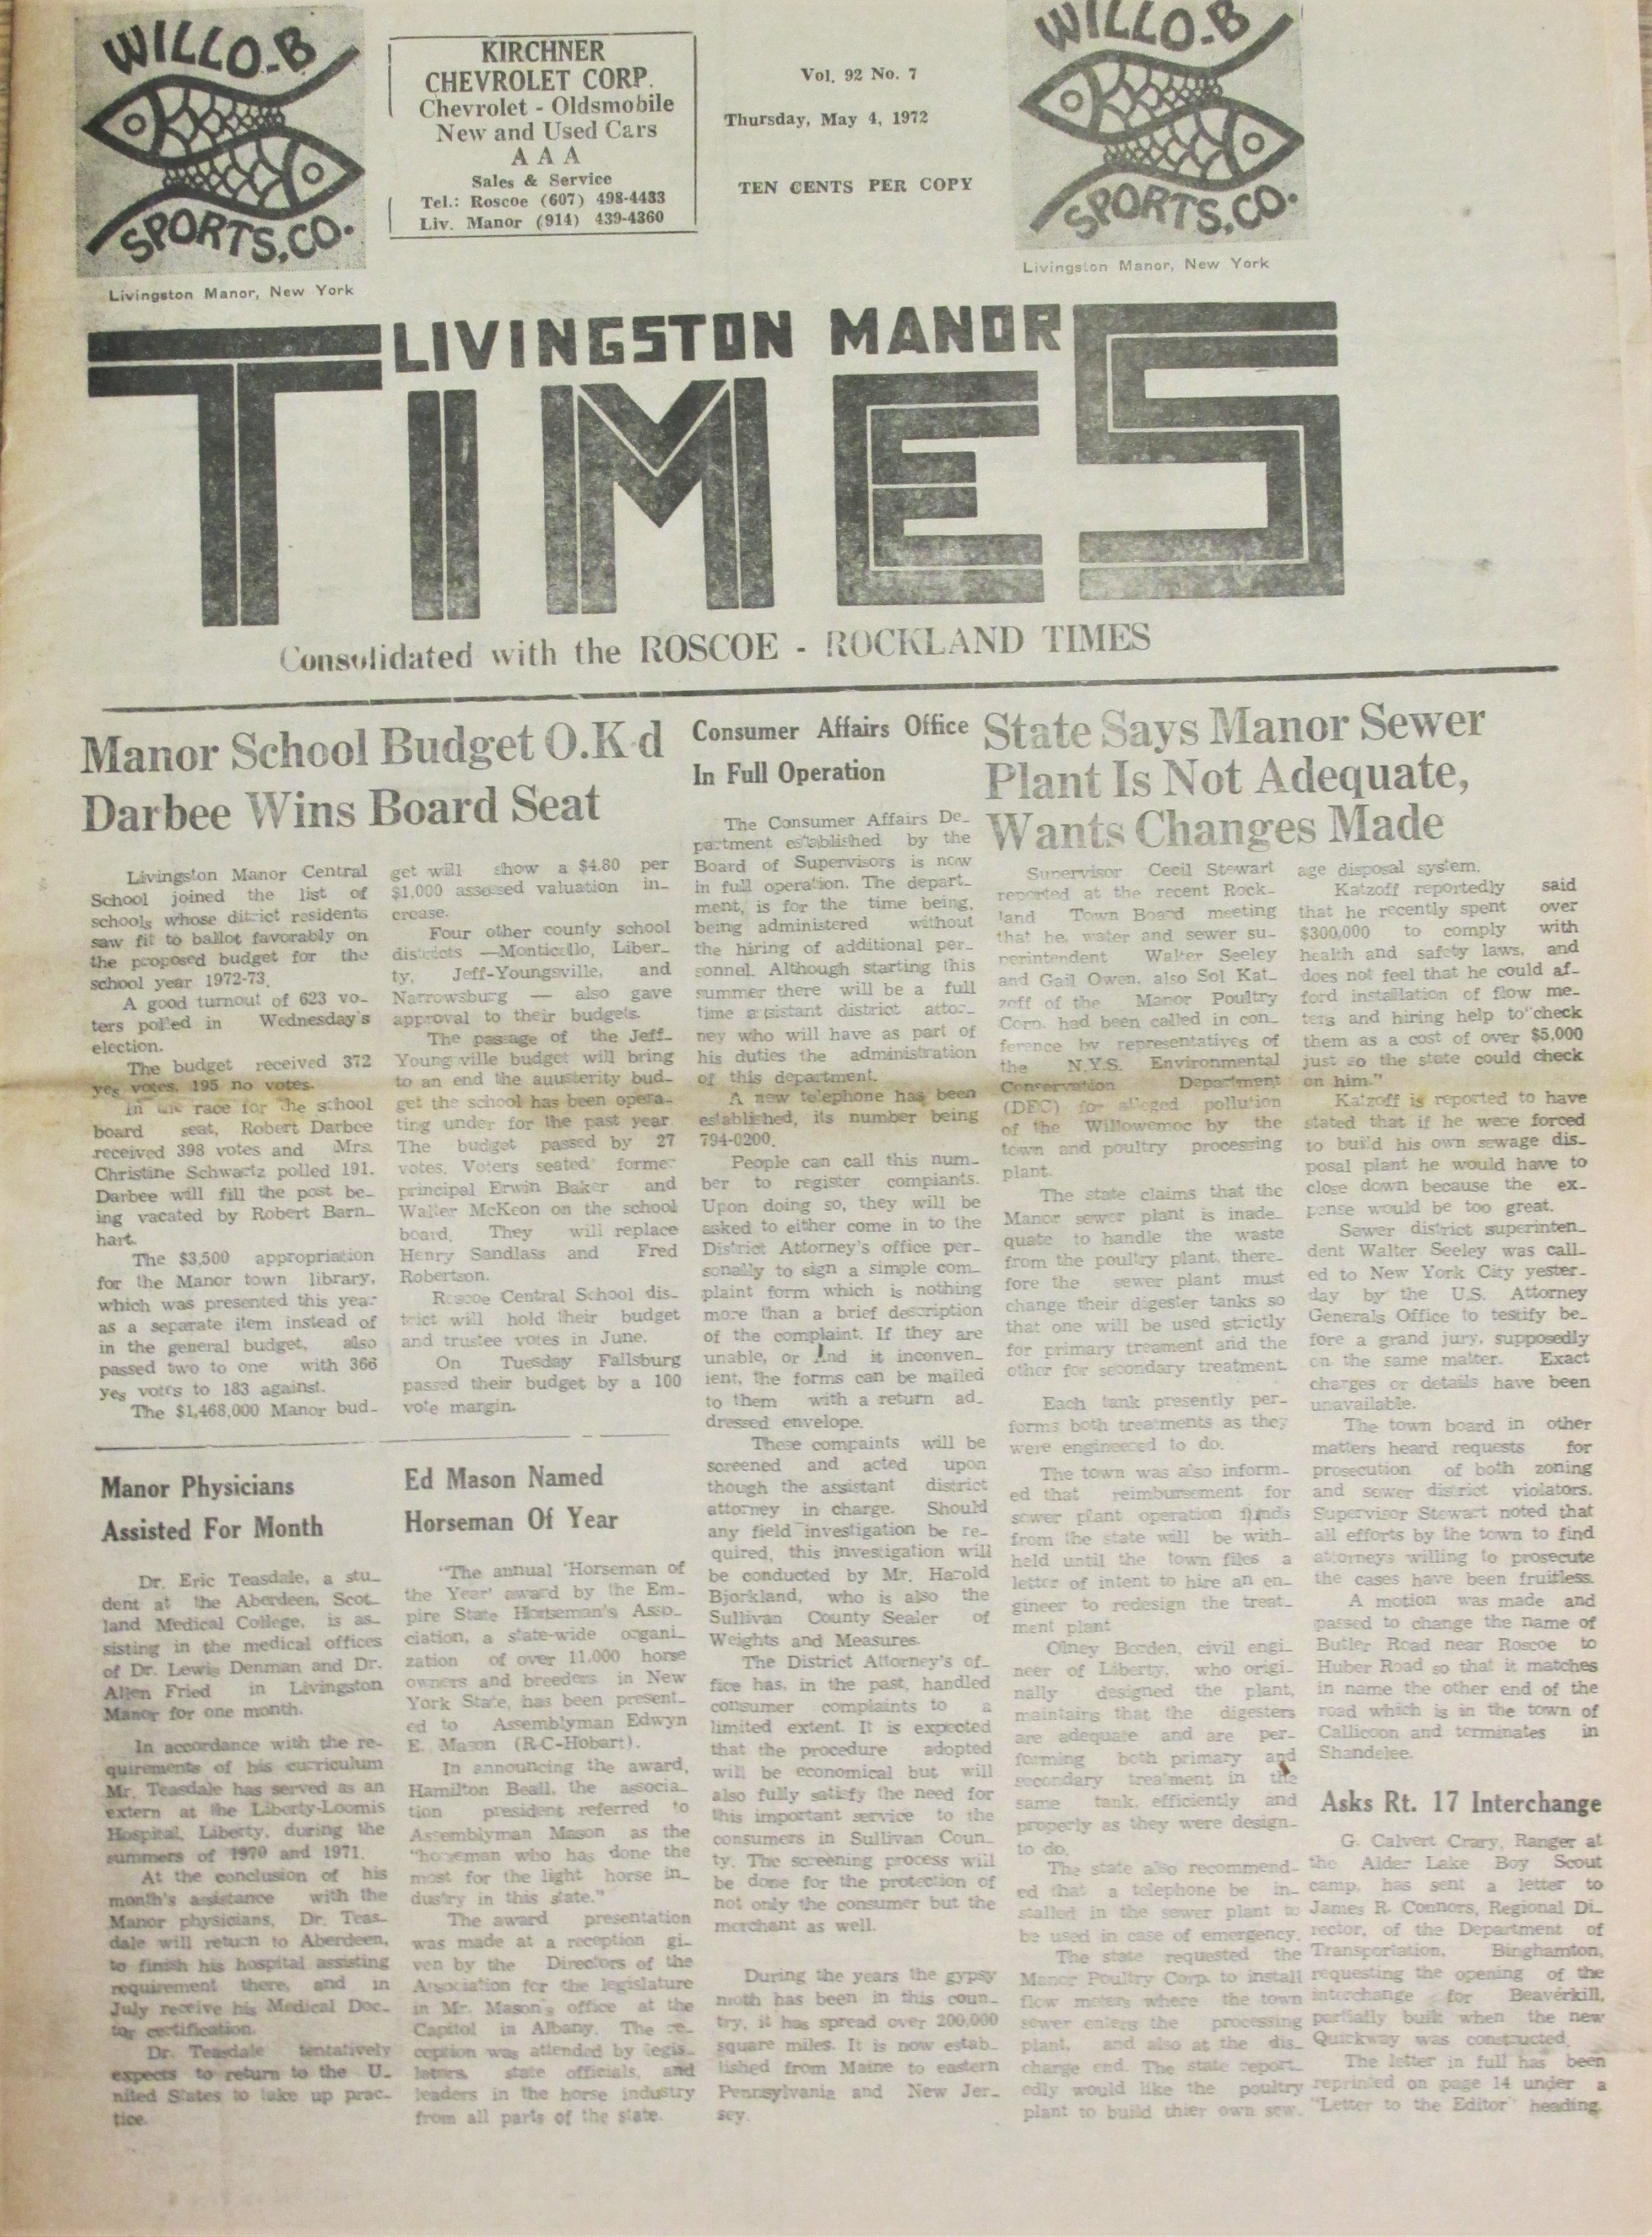 WILLO-B
SPORTS, CO.
Livingston Manor, New York
KIRCHNER
CHEVROLET CORP.
Chevrolet - Oldsmobile
New and Used Cars
A A A
Sales & Service
Tel.: Roscoe (607) 498-4433
Liv. Manor (914) 439-4360
Vol. 92 No. 7
Thursday, May 4, 1972
TEN CENTS PER COPY
WILLO-B
SPORTS, CO.
Livingston Manor, New York
LIVINGSTON MANOR
TIMES
Consolidated with the ROSCOE - ROCKLAND TIMES
Manor School Budget O.K-d
Darbee Wins Board Seat
Livingston Manor Central
School joined the list of
schools whose ditrict residents
saw fit to ballot favorably on
the proposed budget for the
school year 1972-73.
A good turnout of 623 vo-
ters polled in Wednesday's
election.
The budget received 372
yes votes, 195 no votes.
In the race for the school
board seat, Robert Darbee
received 398 votes and Mrs.
Christine Schwartz polled 191.
Darbee will fill the post be-
ing vacated by Robert Barn-
hart.
The $3,500 appropriation
for the Manor town library,
which was presented this year
as a separate item instead of
in the general budget, also
passed two to one with 366
yes votes to 183 against.
The $1,468,000 Manor bud-
get will show a $4.80 per
$1,000 assessed valuation in-
crease.
Four other county school
districts —Monticello, Liber-
ty, Jeff-Youngsville, and
Narrowsburg — also gave
approval to their budgets.
The passage of the Jeff-
Youngsville budget will bring
to an end the auusterity bud-
get the school has been opera-
ting under for the past year.
The budget passed by 27
votes. Voters seated former
principal Erwin Baker and
Walter McKeon on the school
board. They will replace
Henry Sandlass and Fred
Robertson.
Roscoe Central School dis-
trict will hold their budget
and trustee votes in June.
On Tuesday Fallsburg
passed their budget by a 100
vote margin.
Manor Physicians
Assisted For Month
Dr. Eric Teasdale, a stu-
dent at the Aberdeen, Scot-
land Medical College, is as-
sisting in the medical offices
of Dr. Lewis Denman and Dr.
Allen Fried in Livingston
Manor for one month.
In accordance with the re-
quirements of his curriculum
Mr. Teasdale has served as an
extern at the Liberty-Loomis
Hospital, Liberty, during the
summers of 1970 and 1971.
At the conclusion of his
month's assistance with the
Manor physicians, Dr. Teas-
dale will return to Aberdeen,
to finish his hospital assisting
requirement there, and in
July receive his Medical Doc-
tor certification.
Dr. Teasdale tentatively
expects to return to the U-
nited States to take up prac-
tice.
Ed Mason Named
Horseman Of Year
"The annual 'Horseman of
the Year' award by the Em-
pire State Horseman's Asso-
ciation, a state-wide organi-
zation of over 11,000 horse
owners and breeders in New
York State, has been present-
ed to Assemblyman Edwyn
E. Mason (R-C-Hobart).
In announcing the award,
Hamilton Beall, the associa-
tion president referred to
Assemblyman Mason as the
"horseman who has done the
most for the light horse in-
dustry in this state."
The award presentation
was made at a reception gi-
ven by the Directors of the
Association for the legislature
in Mr. Mason's office at the
Capitol in Albany. The re-
ception was attended by legis-
lators, state officials, and
leaders in the horse industry
from all parts of the state.
Consumer Affairs Office
In Full Operation
The Consumer Affairs De-
partment established by the
Board of Supervisors is now
in full operation. The depart-
ment, is for the time being,
being administered without
the hiring of additional per-
sonnel. Although starting this
summer there will be a full
time assistant district attor-
ney who will have as part of
his duties the administration
of this department.
A new telephone has been
established, its number being
794-0200.
People can call this num-
ber to register compiants.
Upon doing so, they will be
asked to either come in to the
District Attorney's office per-
sonally to sign a simple com-
plaint form which is nothing
more than a brief description
of the complaint. If they are
unable, or find it inconven-
ient, the forms can be mailed
to them with a return ad-
dressed envelope.
These compaints will be
screened and acted upon
though the assistant district
attorney in charge. Should
any field investigation be re-
quired, this investigation will
be conducted by Mr. Harold
Bjorkland, who is also the
Sullivan County Sealer of
Weights and Measures.
The District Attorney's of-
fice has, in the past, handled
consumer complaints to a
limited extent. It is expected
that the procedure adopted
will be economical but will
also fully satisfy the need for
this important service to the
consumers in Sullivan Coun-
ty. The screening process will
be done for the protection of
not only the consumer but the
merchant as well.
During the years the gypsy
moth has been in this coun-
try, it has spread over 200,000
square miles. It is now estab-
lished from Maine to eastern
Pennsylvania and New Jer-
sey.
State Says Manor Sewer
Plant Is Not Adequate,
Wants Changes Made
Supervisor Cecil Stewart
reported at the recent Rock-
land Town Board meeting
that he, water and sewer su-
perintendent Walter Seeley
and Gail Owen, also Sol Kat-
zoff of the Manor Poultry
Corp. had been called in con-
ference by representatives of
the N.Y.S. Environmental
Conservation Department
(DEC) for alleged pollution
of the Willowemoc by the
town and poultry processing
plant.
The state claims that the
Manor sewer plant is inade-
quate to handle the waste
from the poultry plant, there-
fore the sewer plant must
change their digester tanks so
that one will be used strictly
for primary treament and the
other for secondary treatment.
Each tank presently per-
forms both treatments as they
were engineered to do.
The town was also inform-
ed that reimbursement for
sewer plant operation funds
from the state will be with-
held until the town files a
letter of intent to hire an en-
gineer to redesign the treat-
ment plant.
Olney Borden, civil engi-
neer of Liberty, who origi-
nally designed the plant,
maintains that the digesters
are adequate and are per-
forming both primary and
secondary treatment in the
same tank, efficiently and
properly as they were design-
to do.
The state also recommend-
ed that a telephone be in-
stalled in the sewer plant to
be used in case of emergency.
The state requested the
Manor Poultry Corp. to install
flow meters where the town
sewer enters the processing
plant, and also at the dis-
charge end. The state report-
edly would like the poultry
plant to build thier own sew-
age disposal system.
Katzoff reportedly said
that he recently spent over
$300,000 to comply with
health and safety laws, and
does not feel that he could af-
ford installation of flow me-
ters and hiring help to "check
them as a cost of over $5,000
just so the state could check
on him."
Katzoff is reported to have
stated that if he were forced
to build his own sewage dis-
posal plant he would have to
close down because the ex-
pense would be too great.
Sewer district superinten-
dent Walter Seeley was call-
ed to New York City yester-
day by the U.S. Attorney
Generals Office to testify be-
fore a grand jury, supposedly
on the same matter. Exact
charges or details have been
unavailable.
The town board in other
matters heard requests for
prosecution of both zoning
and sewer district violators.
Supervisor Stewart noted that
all efforts by the town to find
attorneys willing to prosecute
the cases have been fruitless.
A motion was made and
passed to change the name of
Butler Road near Roscoe to
Huber Road so that it matches
in name the other end of the
road which is in the town of
Callicoon and terminates in
Shandelee.
Asks Rt. 17 Interchange
G. Calvert Crary, Ranger at
the Alder Lake Boy Scout
camp, has sent a letter to
James R. Connors, Regional Di-
rector, of the Department of
Transportation, Binghamton,
requesting the opening of the
interchange for Beaverkill,
partially built when the new
Quickway was constructed.
The letter in full has been
reprinted on page 14 under a
"Letter to the Editor" heading.